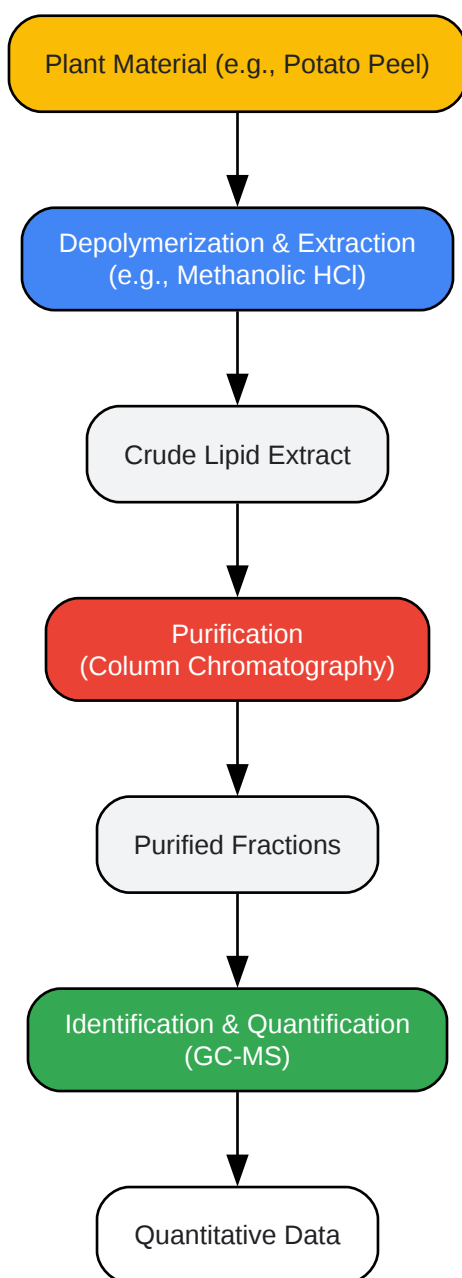 Plant Material (e.g., Potato Peel)
Depolymerization & Extraction
(e.g., Methanolic HCl)
Crude Lipid Extract
Purification
(Column Chromatography)
Purified Fractions
Identification & Quantification
(GC-MS)
Quantitative Data